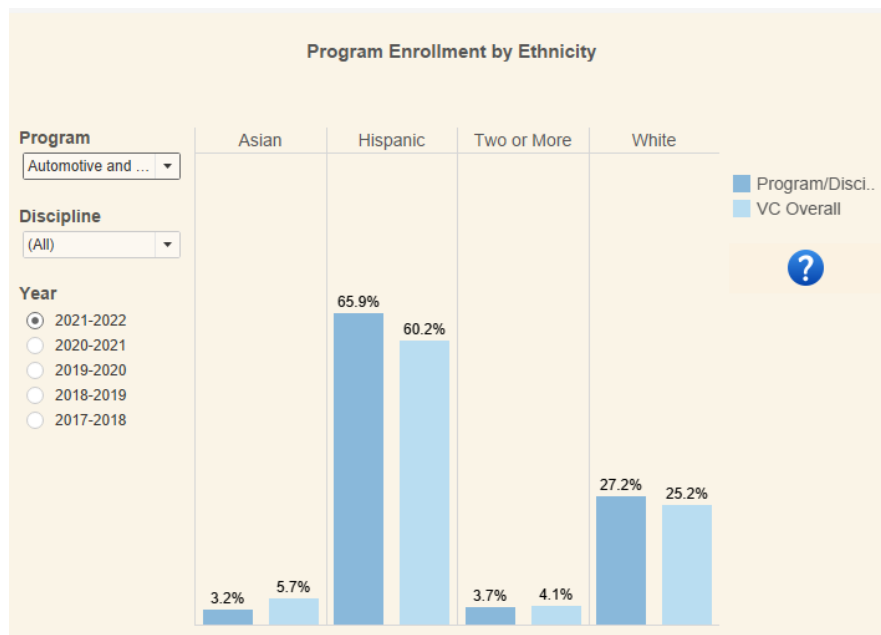 Program Enrollment by Ethnicity
Program
Automotive and ...
Discipline
(All)
Year
2021-2022
2020-2021
2019-2020
2018-2019
2017-2018
Asian Hispanic Two or More White
3.2% 5.7% 65.9% 60.2% 3.7% 4.1% 27.2% 25.2%
Program/Disci..
VC Overall
?